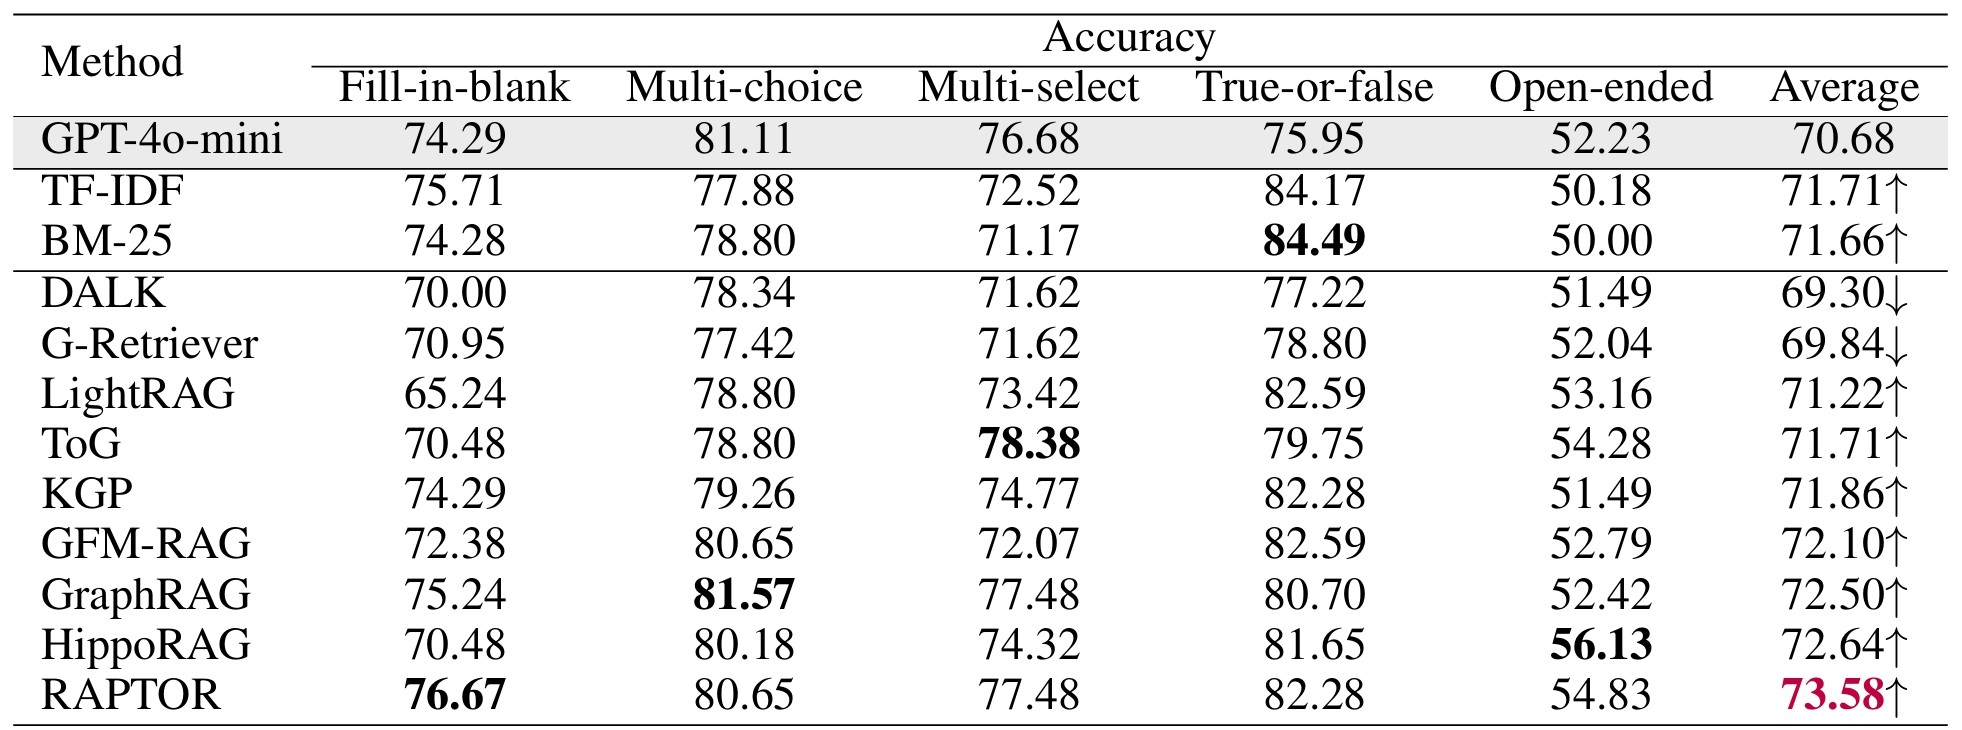 Method Accuracy
Fill-in-blank Multi-choice Multi-select True-or-false Open-ended Average
GPT-4o-mini 74.29 81.11 76.68 75.95 52.23 70.68
TF-IDF 75.71 77.88 72.52 84.17 50.18 71.71↑
BM-25 74.28 78.80 71.17 84.49 50.00 71.66↑
DALK 70.00 78.34 71.62 77.22 51.49 69.30↓
G-Retriever 70.95 77.42 71.62 78.80 52.04 69.84↓
LightRAG 65.24 78.80 73.42 82.59 53.16 71.22↑
ToG 70.48 78.80 78.38 79.75 54.28 71.71↑
KGP 74.29 79.26 74.77 82.28 51.49 71.86↑
GFM-RAG 72.38 80.65 72.07 82.59 52.79 72.10↑
GraphRAG 75.24 81.57 77.48 80.70 52.42 72.50↑
HippoRAG 70.48 80.18 74.32 81.65 56.13 72.64↑
RAPTOR 76.67 80.65 77.48 82.28 54.83 73.58↑